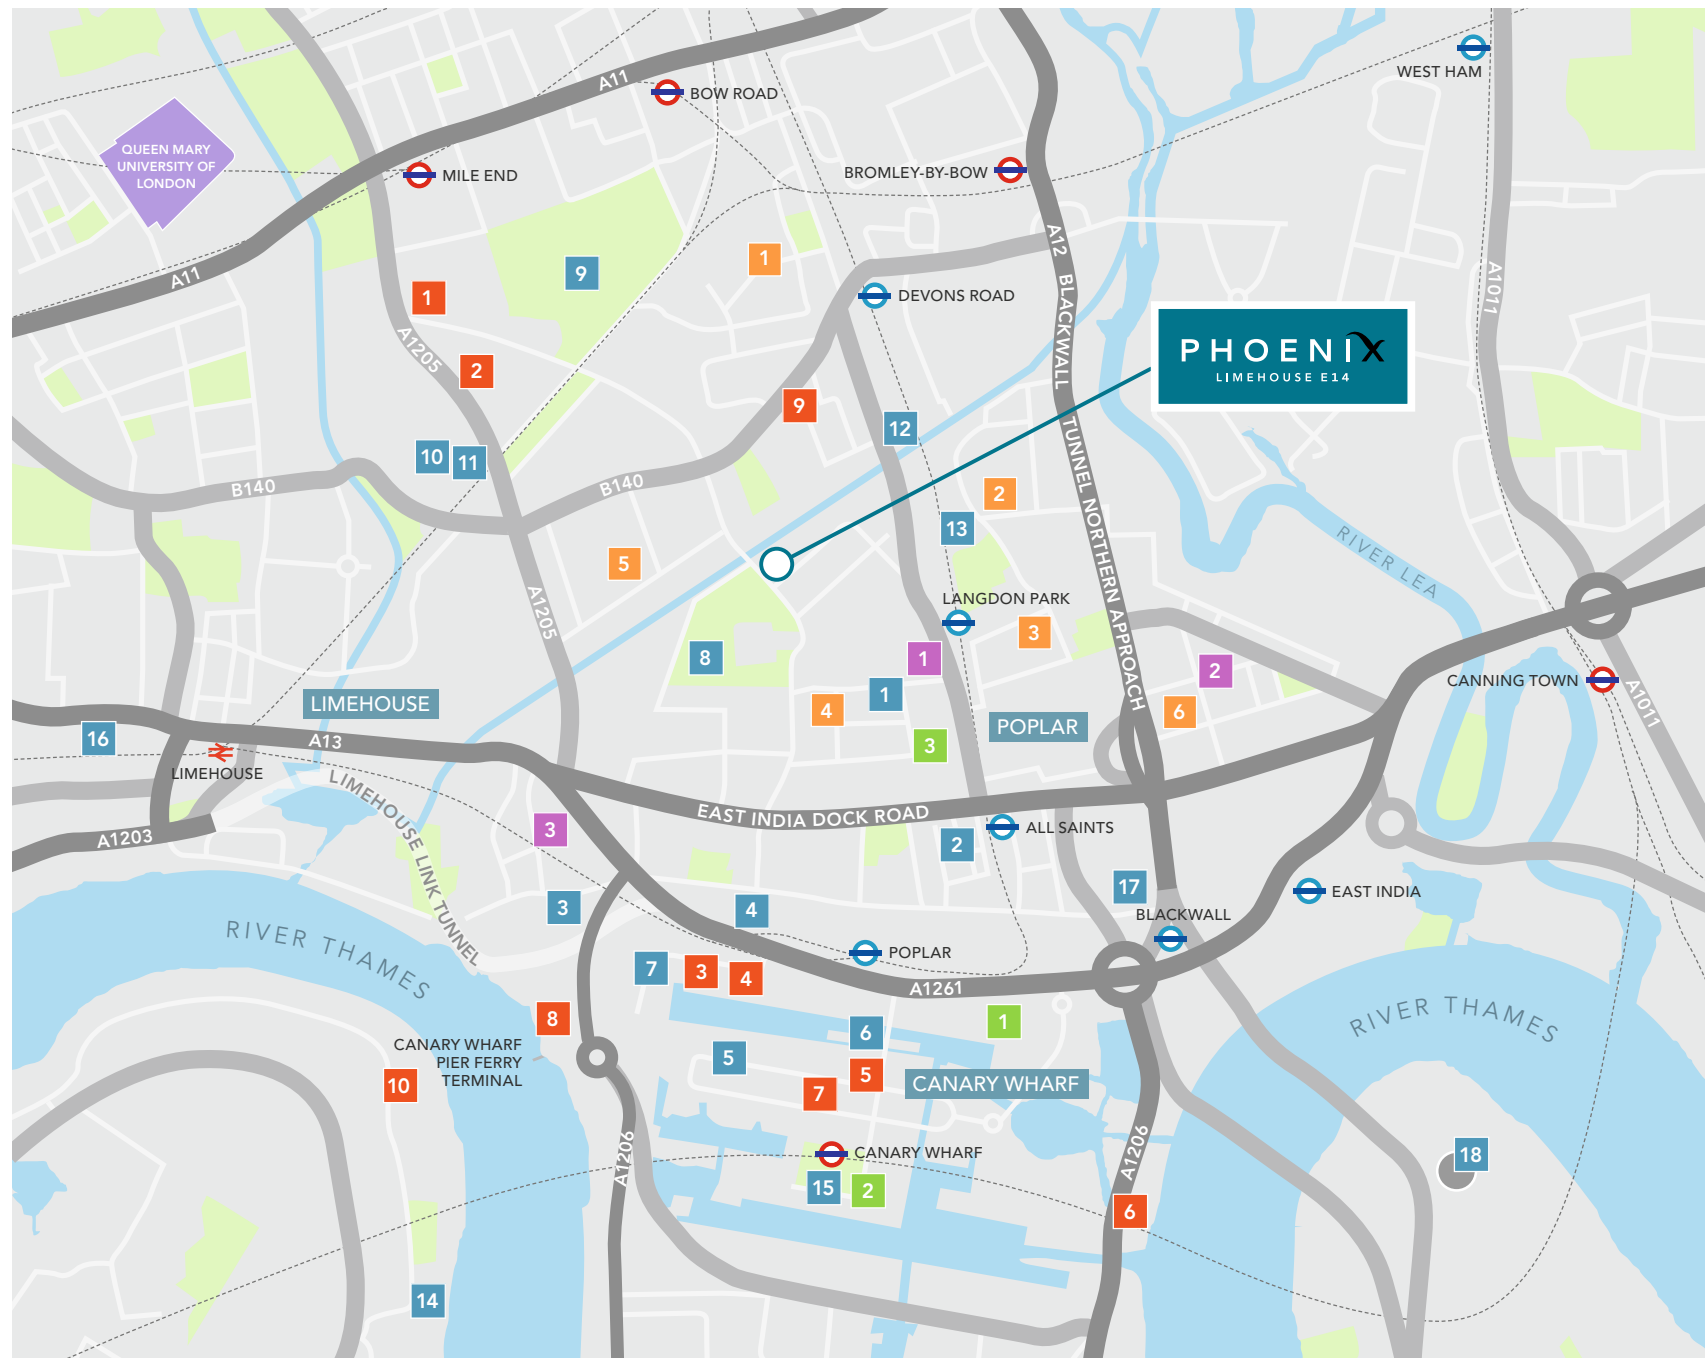 WEST HAM
A11
BOW ROAD
QUEEN MARY
UNIVERSITY OF
LONDON
MILE END
BROMLEY-BY-BOW
A12
A11
9
1
1
DEVONS ROAD
A1011
BLACKWALL TUNNEL NORTHERN APPROACH
A1205
2
PHOENIX
LIMEHOUSE E14
9
12
10
11
B140
B140
2
13
RIVER LEA
5
A1205
LANGDON PARK
3
8
1
2
CANNING TOWN
A1011
1
LIMEHOUSE
4
6
POPLAR
16
A13
3
LIMEHOUSE
LIMEHOUSE LINK TUNNEL
EAST INDIA DOCK ROAD
A1203
3
ALL SAINTS
2
17
EAST INDIA
3
4
BLACKWALL
RIVER THAMES
POPLAR
7
3
4
A1261
8
1
RIVER THAMES
6
CANARY WHARF
PIER FERRY
TERMINAL
5
10
5
CANARY WHARF
7
A1206
CANARY WHARF
A1206
18
15
2
6
14